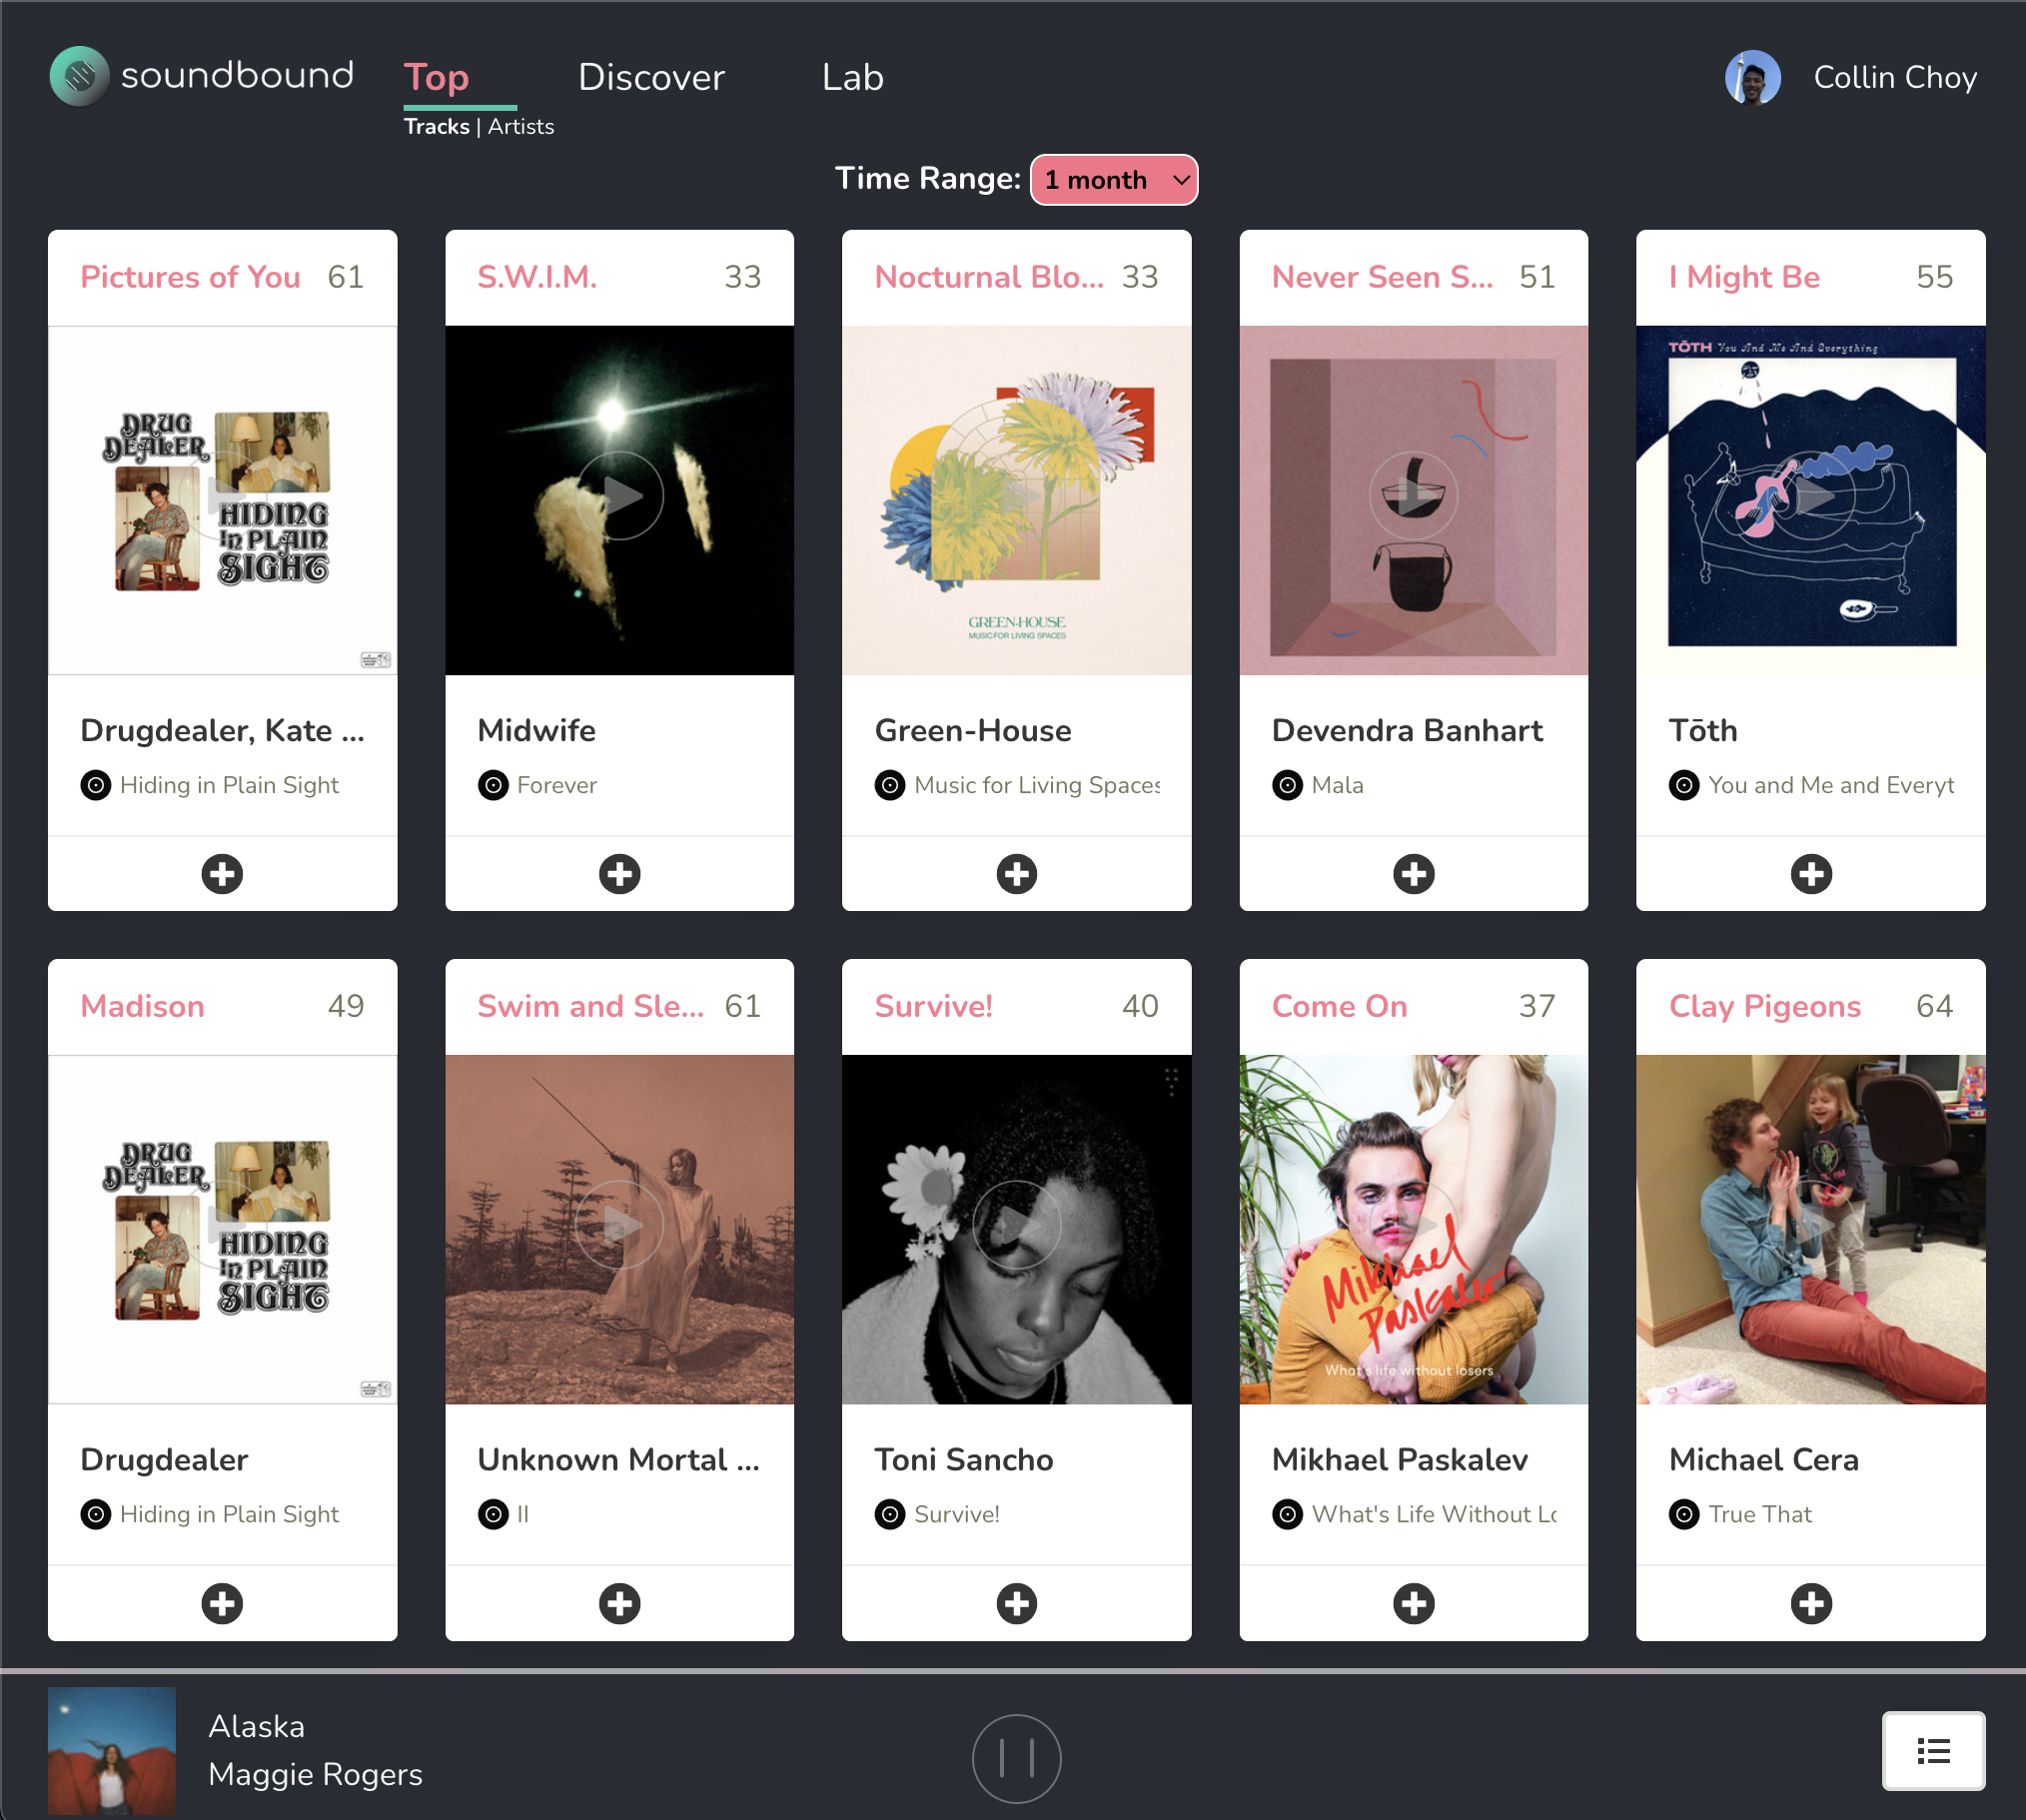 soundbound
Top
Discover
Lab
Collin Choy
Tracks | Artists
Time Range: 1 month
Pictures of You 61
S.W.I.M. 33
Nocturnal Blo... 33
Never Seen S... 51
I Might Be 55
DRUG
DEALER
HIDING
In PLAIN
SIGHT
GREEN-HOUSE
MUSIC FOR LIVING SPACES
TŌTH You And Me And Everything
Drugdealer, Kate ...
Hiding in Plain Sight
Midwife
Forever
Green-House
Music for Living Spaces
Devendra Banhart
Mala
Tōth
You and Me and Everyt
Madison 49
Swim and Sle... 61
Survive! 40
Come On 37
Clay Pigeons 64
DRUG
DEALER
HIDING
In PLAIN
SIGHT
Mikhael
Paskalev
What's life without losers
Drugdealer
Hiding in Plain Sight
Unknown Mortal ...
II
Toni Sancho
Survive!
Mikhael Paskalev
What's Life Without Lo
Michael Cera
True That
Alaska
Maggie Rogers